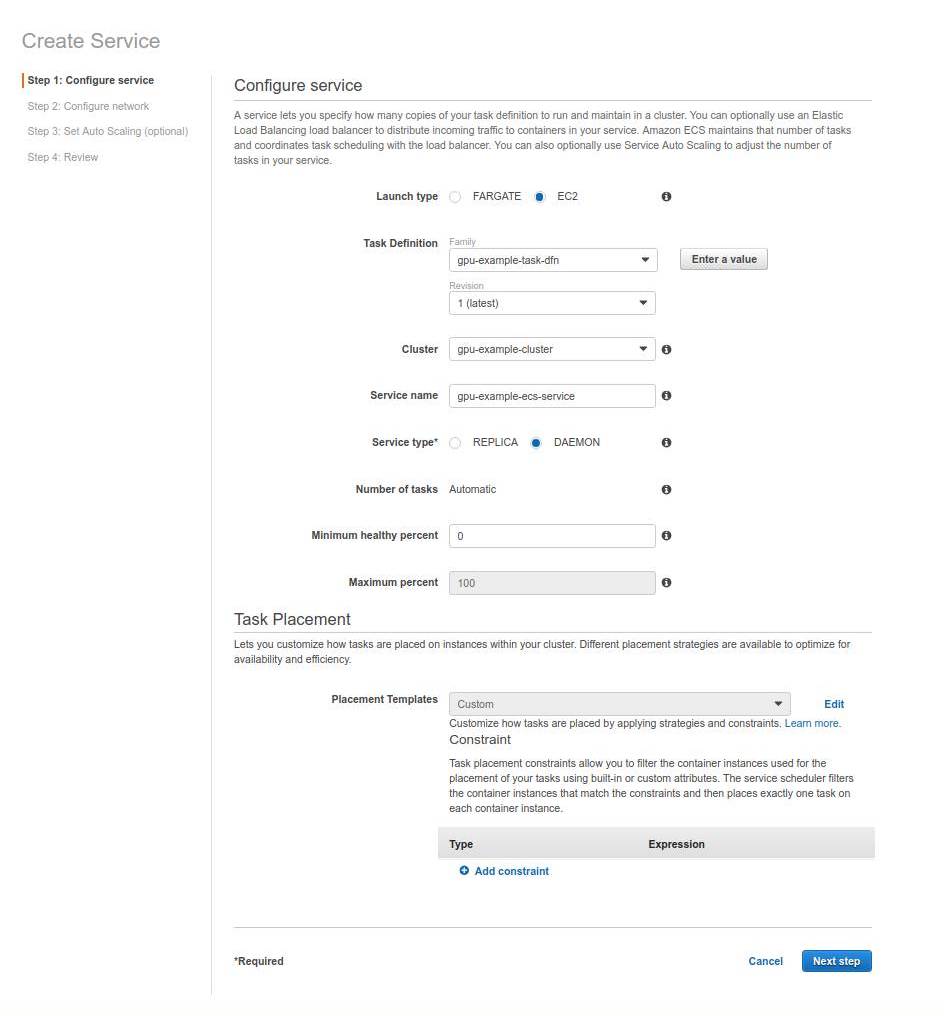 Create Service
Step 1: Configure service
Step 2: Configure network
Step 3: Set Auto Scaling (optional)
Step 4: Review
Configure service
A service lets you specify how many copies of your task definition to run and maintain in a cluster. You can optionally use an Elastic
Load Balancing load balancer to distribute incoming traffic to containers in your service. Amazon ECS maintains that number of tasks
and coordinates task scheduling with the load balancer. You can also optionally use Service Auto Scaling to adjust the number of
tasks in your service.
Launch type FARGATE EC2
Task Definition Family
gpu-example-task-dfn Enter a value
Revision
1 (latest)
Cluster gpu-example-cluster
Service name gpu-example-ecs-service
Service type* REPLICA DAEMON
Number of tasks Automatic
Minimum healthy percent 0
Maximum percent 100
Task Placement
Lets you customize how tasks are placed on instances within your cluster. Different placement strategies are available to optimize for
availability and efficiency.
Placement Templates Custom Edit
Customize how tasks are placed by applying strategies and constraints. Learn more.
Constraint
Task placement constraints allow you to filter the container instances used for the
placement of your tasks using built-in or custom attributes. The service scheduler filters
the container instances that match the constraints and then places exactly one task on
each container instance.
Type Expression
Add constraint
*Required Cancel Next step